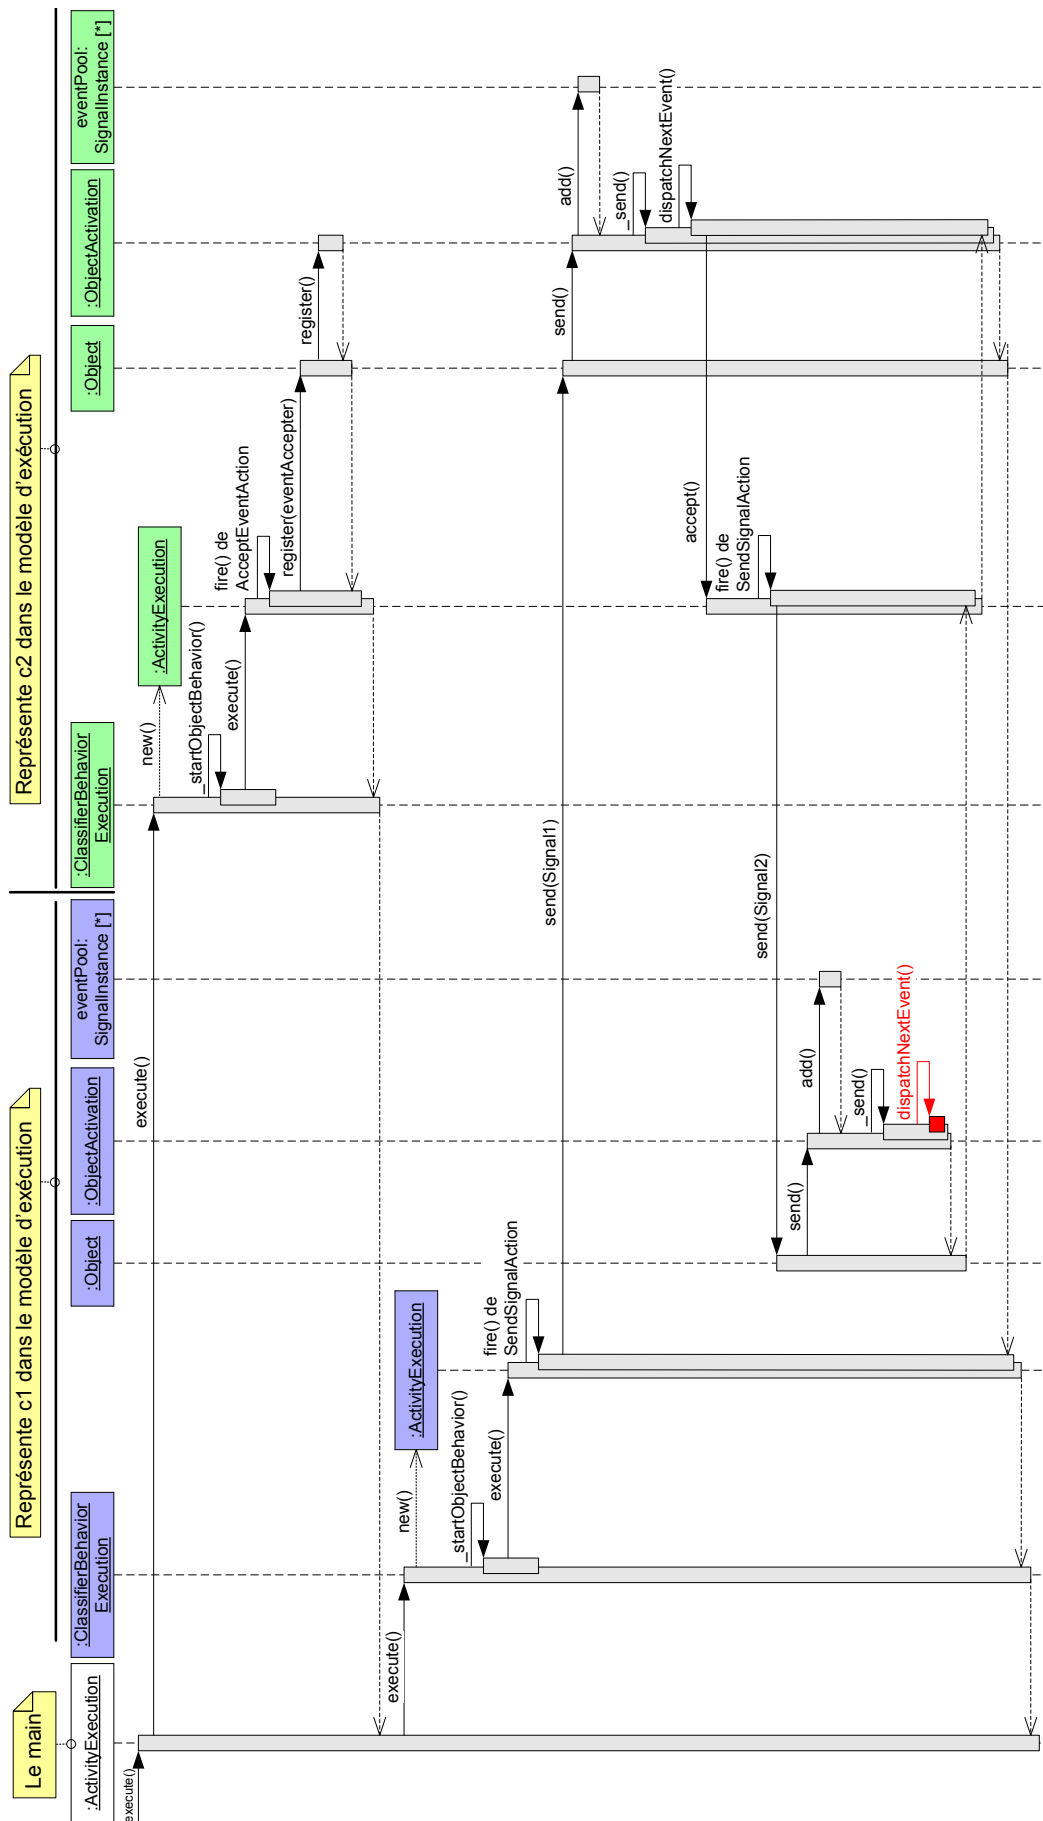 Le main
Représente c1 dans le modèle d'exécution
Représente c2 dans le modèle d'exécution
:ActivityExecution
:ClassifierBehavior
Execution
:Object
:ObjectActivation
eventPool:
SignalInstance [*]
:ClassifierBehavior
Execution
:Object
:ObjectActivation
eventPool:
SignalInstance [*]
execute()
execute()
new()
:ActivityExecution
_startObjectBehavior()
execute()
fire() de
AcceptEventAction
register(eventAccepter)
register()
execute()
new()
:ActivityExecution
_startObjectBehavior()
execute()
fire() de
SendSignalAction
send(Signal1)
send()
add()
_send()
dispatchNextEvent()
accept()
fire() de
SendSignalAction
send(Signal2)
send()
add()
_send()
dispatchNextEvent()